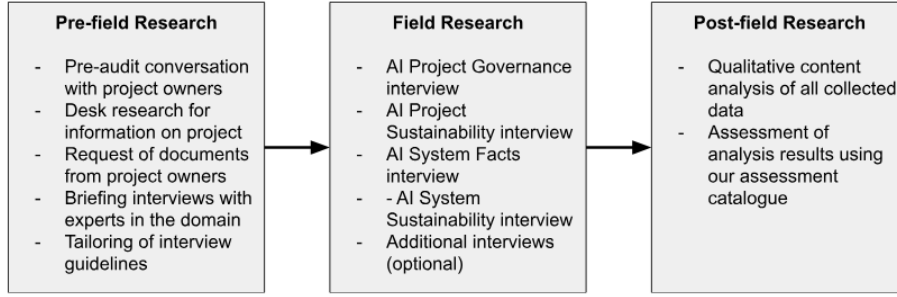 Pre-field Research
- Pre-audit conversation
with project owners
- Desk research for
information on project
- Request of documents
from project owners
- Briefing interviews with
experts in the domain
- Tailoring of interview
guidelines
Field Research
- AI Project Governance
interview
- AI Project
Sustainability interview
- AI System Facts
interview
- - AI System
Sustainability interview
- Additional interviews
(optional)
Post-field Research
- Qualitative content
analysis of all collected
data
- Assessment of
analysis results using
our assessment
catalogue